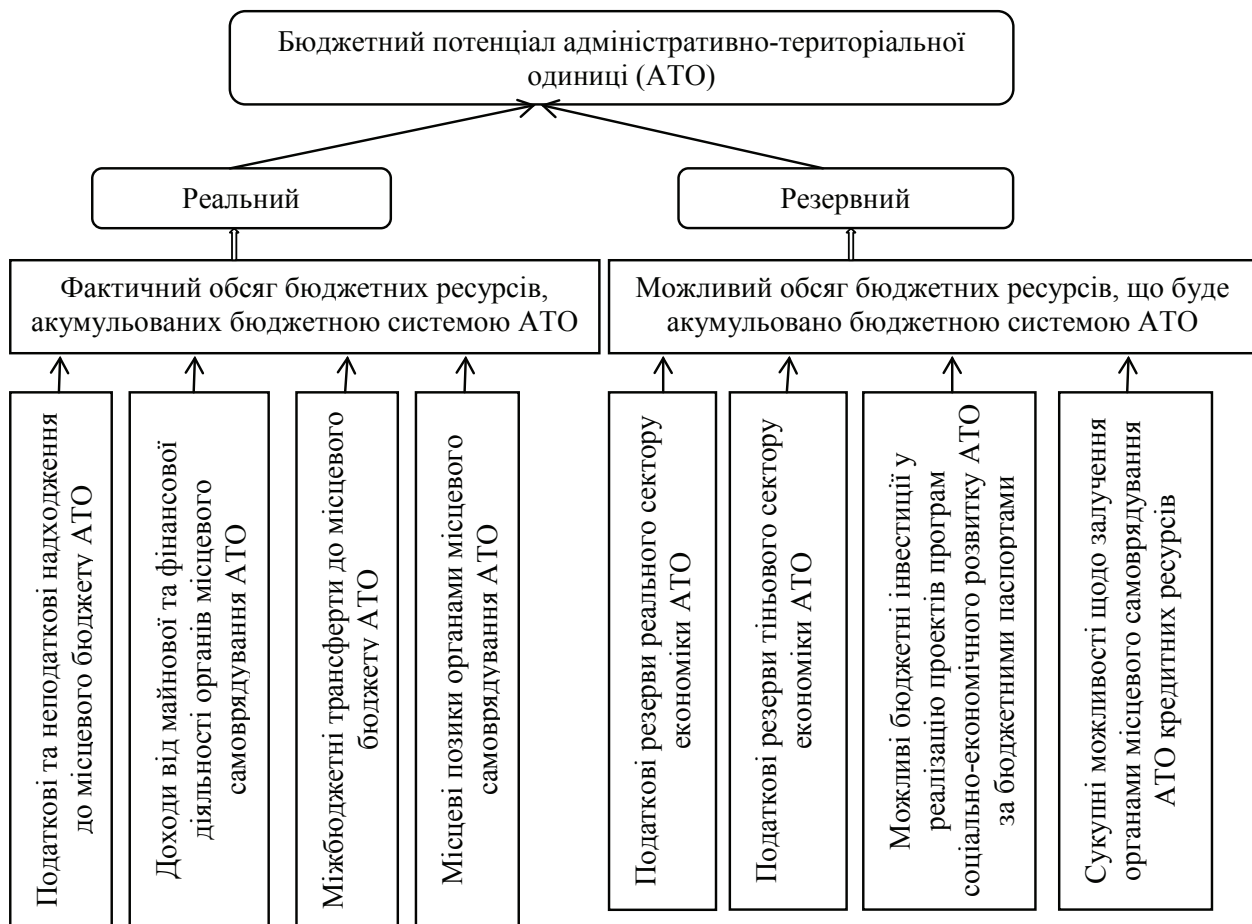 Бюджетний потенціал адміністративно-територіальної
одиниці (АТО)
Реальний
Резервний
Фактичний обсяг бюджетних ресурсів,
акумульованих бюджетною системою АТО
Можливий обсяг бюджетних ресурсів, що буде
акумульовано бюджетною системою АТО
Податкові та неподаткові надходження
до місцевого бюджету АТО
Доходи від майнової та фінансової
діяльності органів місцевого
самоврядування АТО
Міжбюджетні трансферти до місцевого
бюджету АТО
Місцеві позики органами місцевого
самоврядування АТО
Податкові резерви реального сектору
економіки АТО
Податкові резерви тіньового сектору
економіки АТО
Можливі бюджетні інвестиції у
реалізацію проектів програм
соціально-економічного розвитку АТО
за бюджетними паспортами
Сукупні можливості щодо залучення
органами місцевого самоврядування
АТО кредитних ресурсів